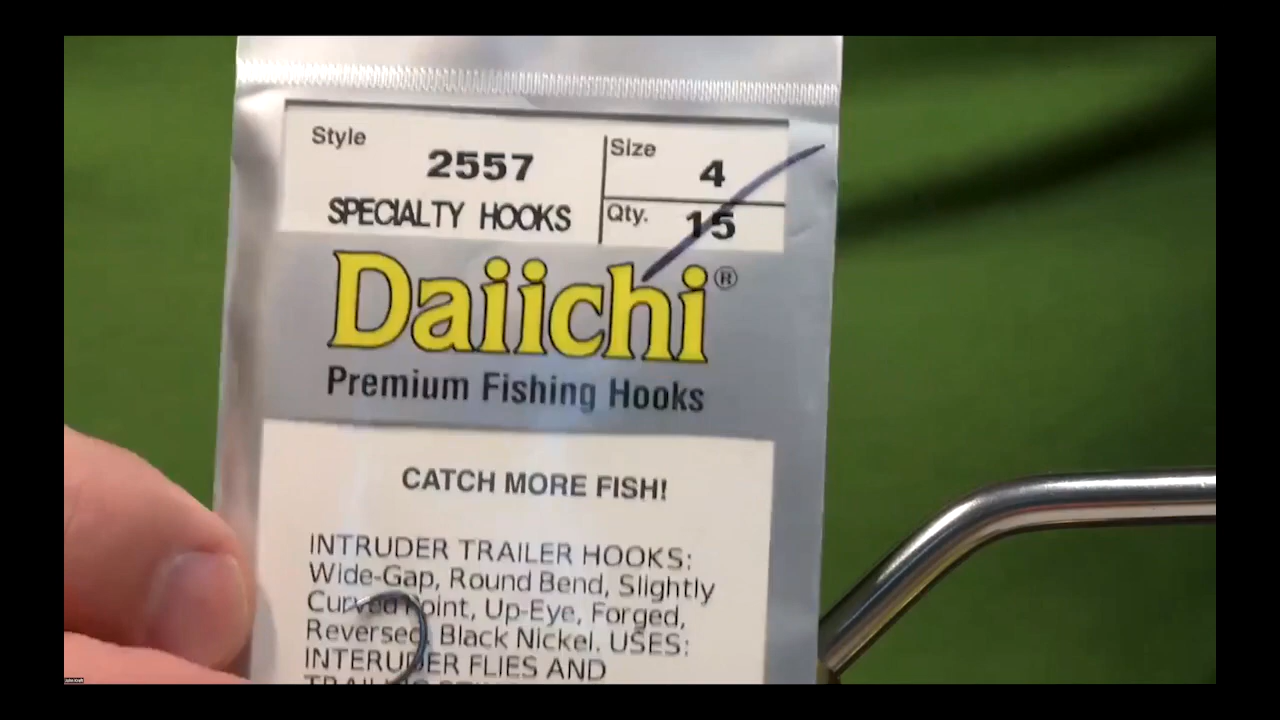 Style
2557
SPECIALTY HOOKS
Size
4
Qty.
15
Daiichi®
Premium Fishing Hooks
CATCH MORE FISH!
INTRUDER TRAILER HOOKS:
Wide-Gap, Round Bend, Slightly
Curved Point, Up-Eye, Forged,
Reversed, Black Nickel. USES:
INTERUDER FLIES AND